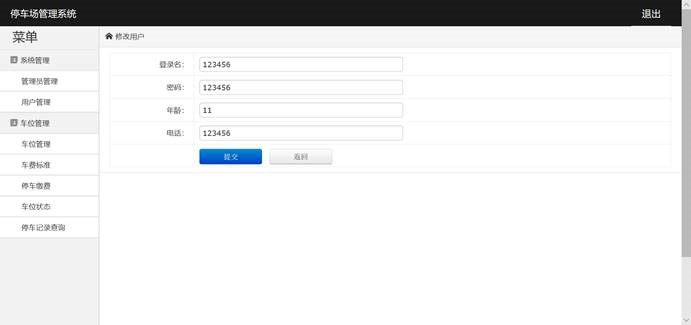 停车场管理系统
退出
菜单
修改用户
系统管理
管理员管理
用户管理
车位管理
车位管理
车费标准
停车缴费
车位状态
停车记录查询
登录名：
123456
密码：
123456
年龄：
11
电话：
123456
提交
返回